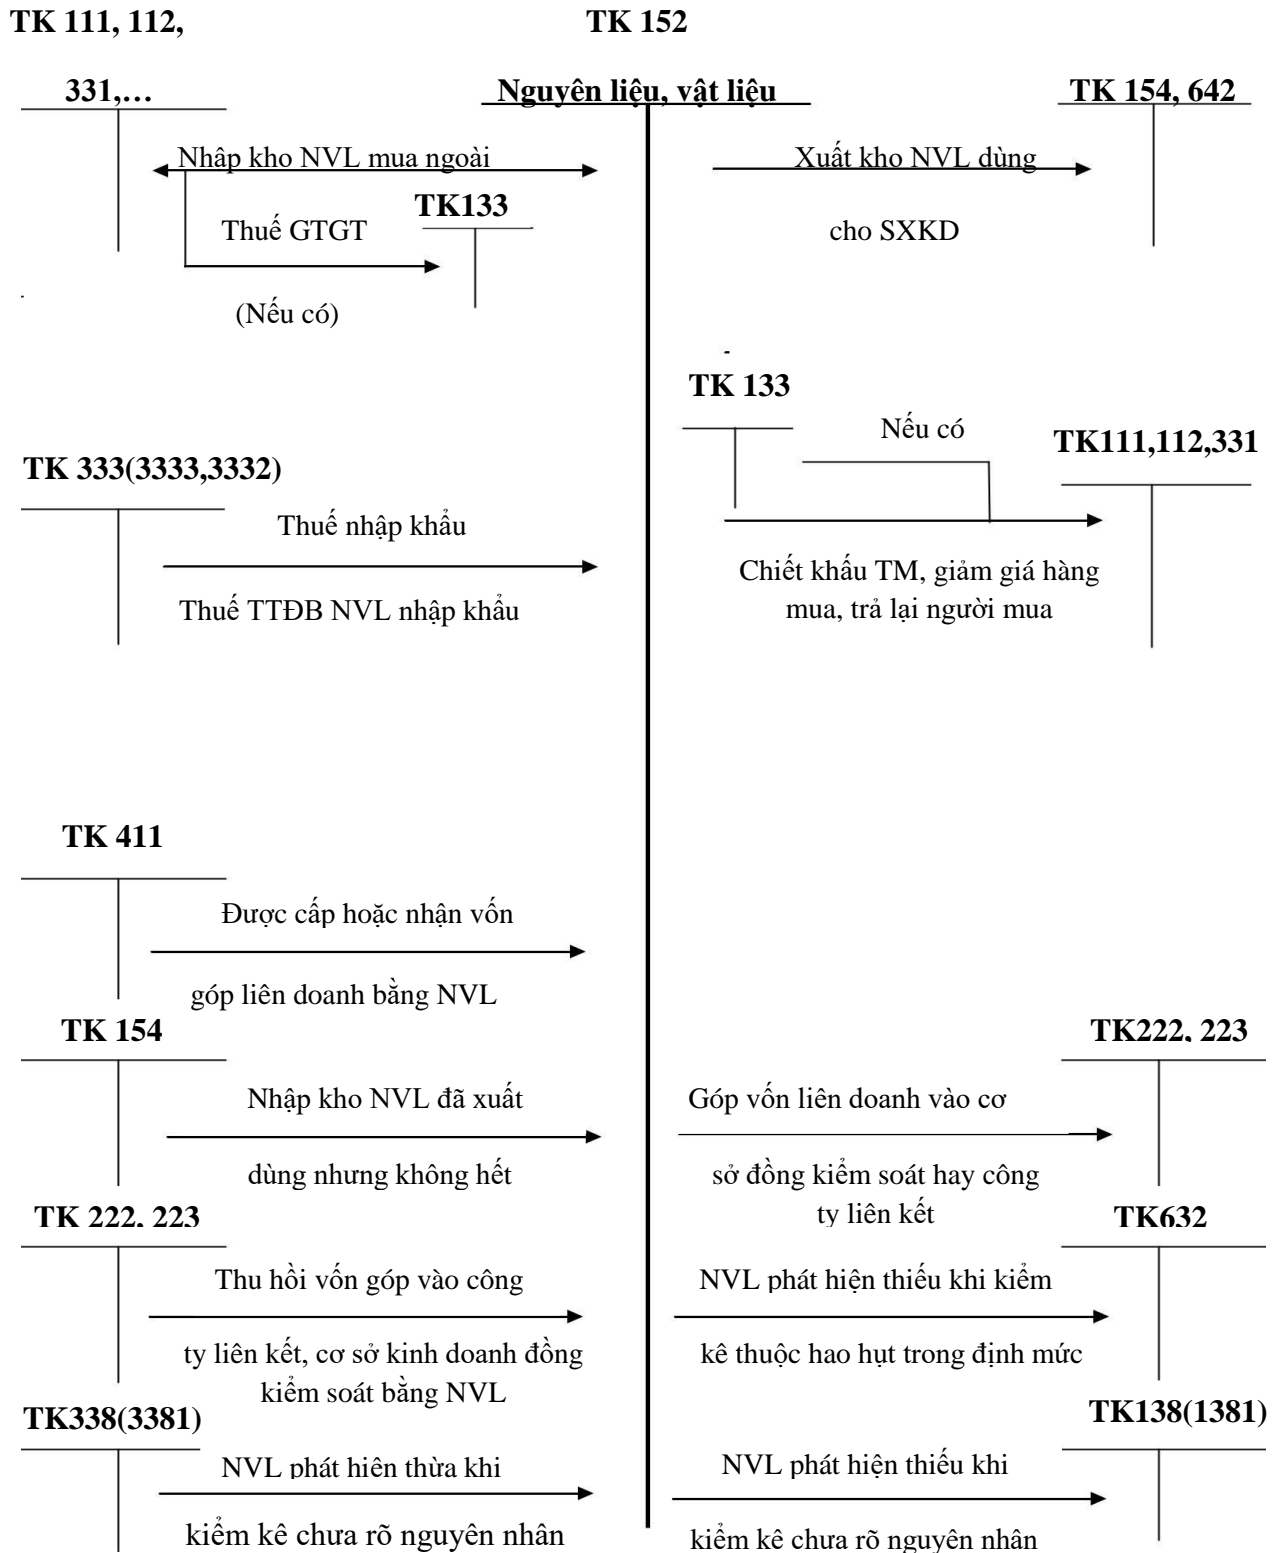 TK 111, 112,
TK 152
331,…
Nguyên liệu, vật liệu
TK 154, 642
Nhâp kho NVL mua ngoài
Xuất kho NVL dùng
TK133
Thuế GTGT
cho SXKD
(Nếu có)
TK 133
Nếu có
TK111,112,331
TK 333(3333,3332)
Thuế nhập khẩu
Chiết khấu TM, giảm giá hàng
mua, trả lại người mua
Thuế TTĐB NVL nhập khẩu
TK 411
Được cấp hoặc nhận vốn
góp liên doanh bằng NVL
TK 154
TK222, 223
Nhập kho NVL đã xuất
Góp vốn liên doanh vào cơ
dùng nhưng không hết
sở đồng kiểm soát hay công
ty liên kết
TK 222, 223
TK632
Thu hồi vốn góp vào công
NVL phát hiện thiếu khi kiểm
ty liên kết, cơ sở kinh doanh đồng
kiểm soát bằng NVL
kê thuộc hao hụt trong định mức
TK338(3381)
TK138(1381)
NVL phát hiên thừa khi
NVL phát hiện thiếu khi
kiểm kê chưa rõ nguyên nhân
kiểm kê chưa rõ nguyên nhân